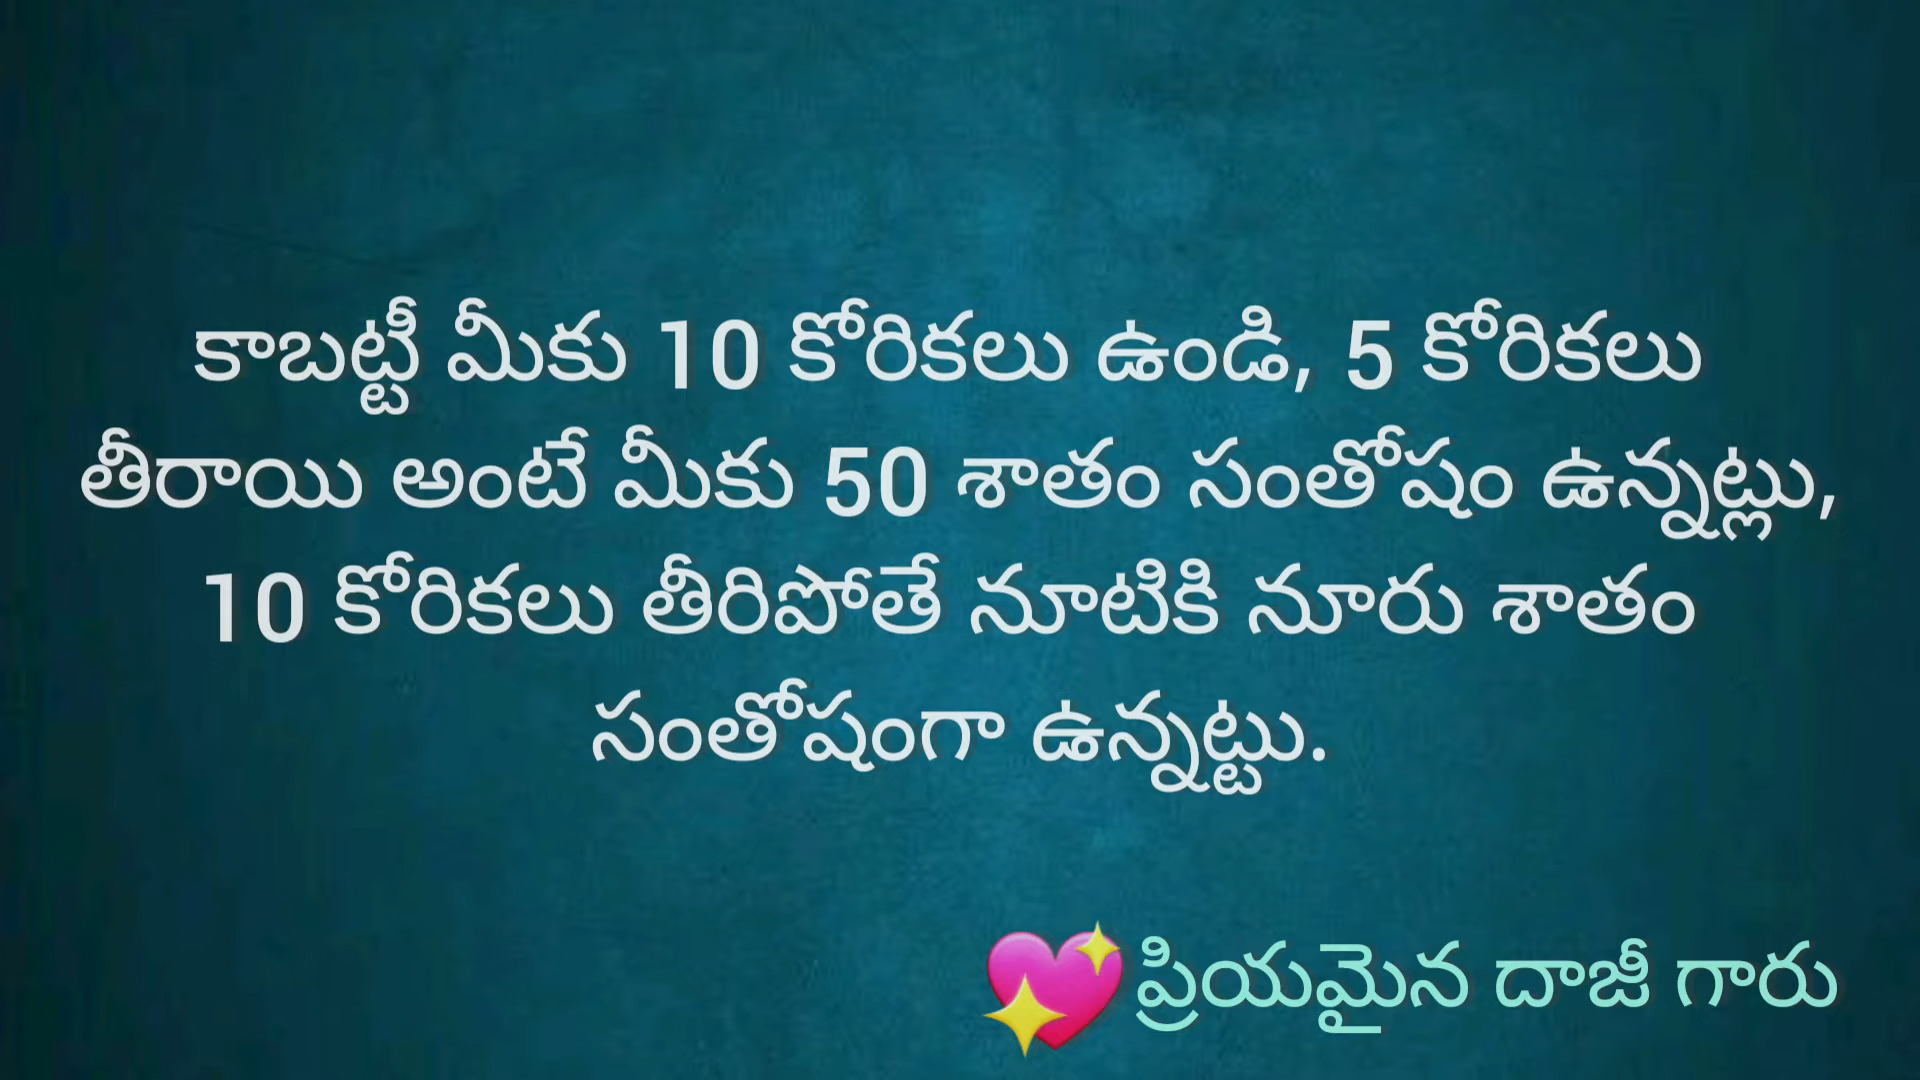 కాబట్టీ మీకు 10 కోరికలు ఉండి, 5 కోరికలు
తీరాయి అంటే మీకు 50 శాతం సంతోషం ఉన్నట్లు,
10 కోరికలు తీరిపోతే నూటికి నూరు శాతం
సంతోషంగా ఉన్నట్టు.
💖ప్రియమైన దాజీ గారు